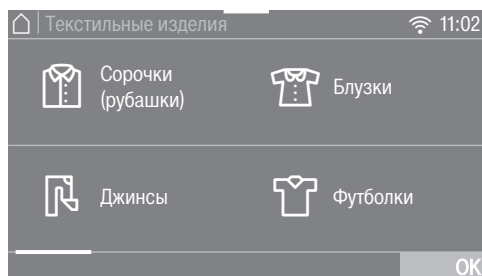 Текстильные изделия 11:02
Сорочки
(рубашки)
Блузки
Джинсы
Футболки
OK